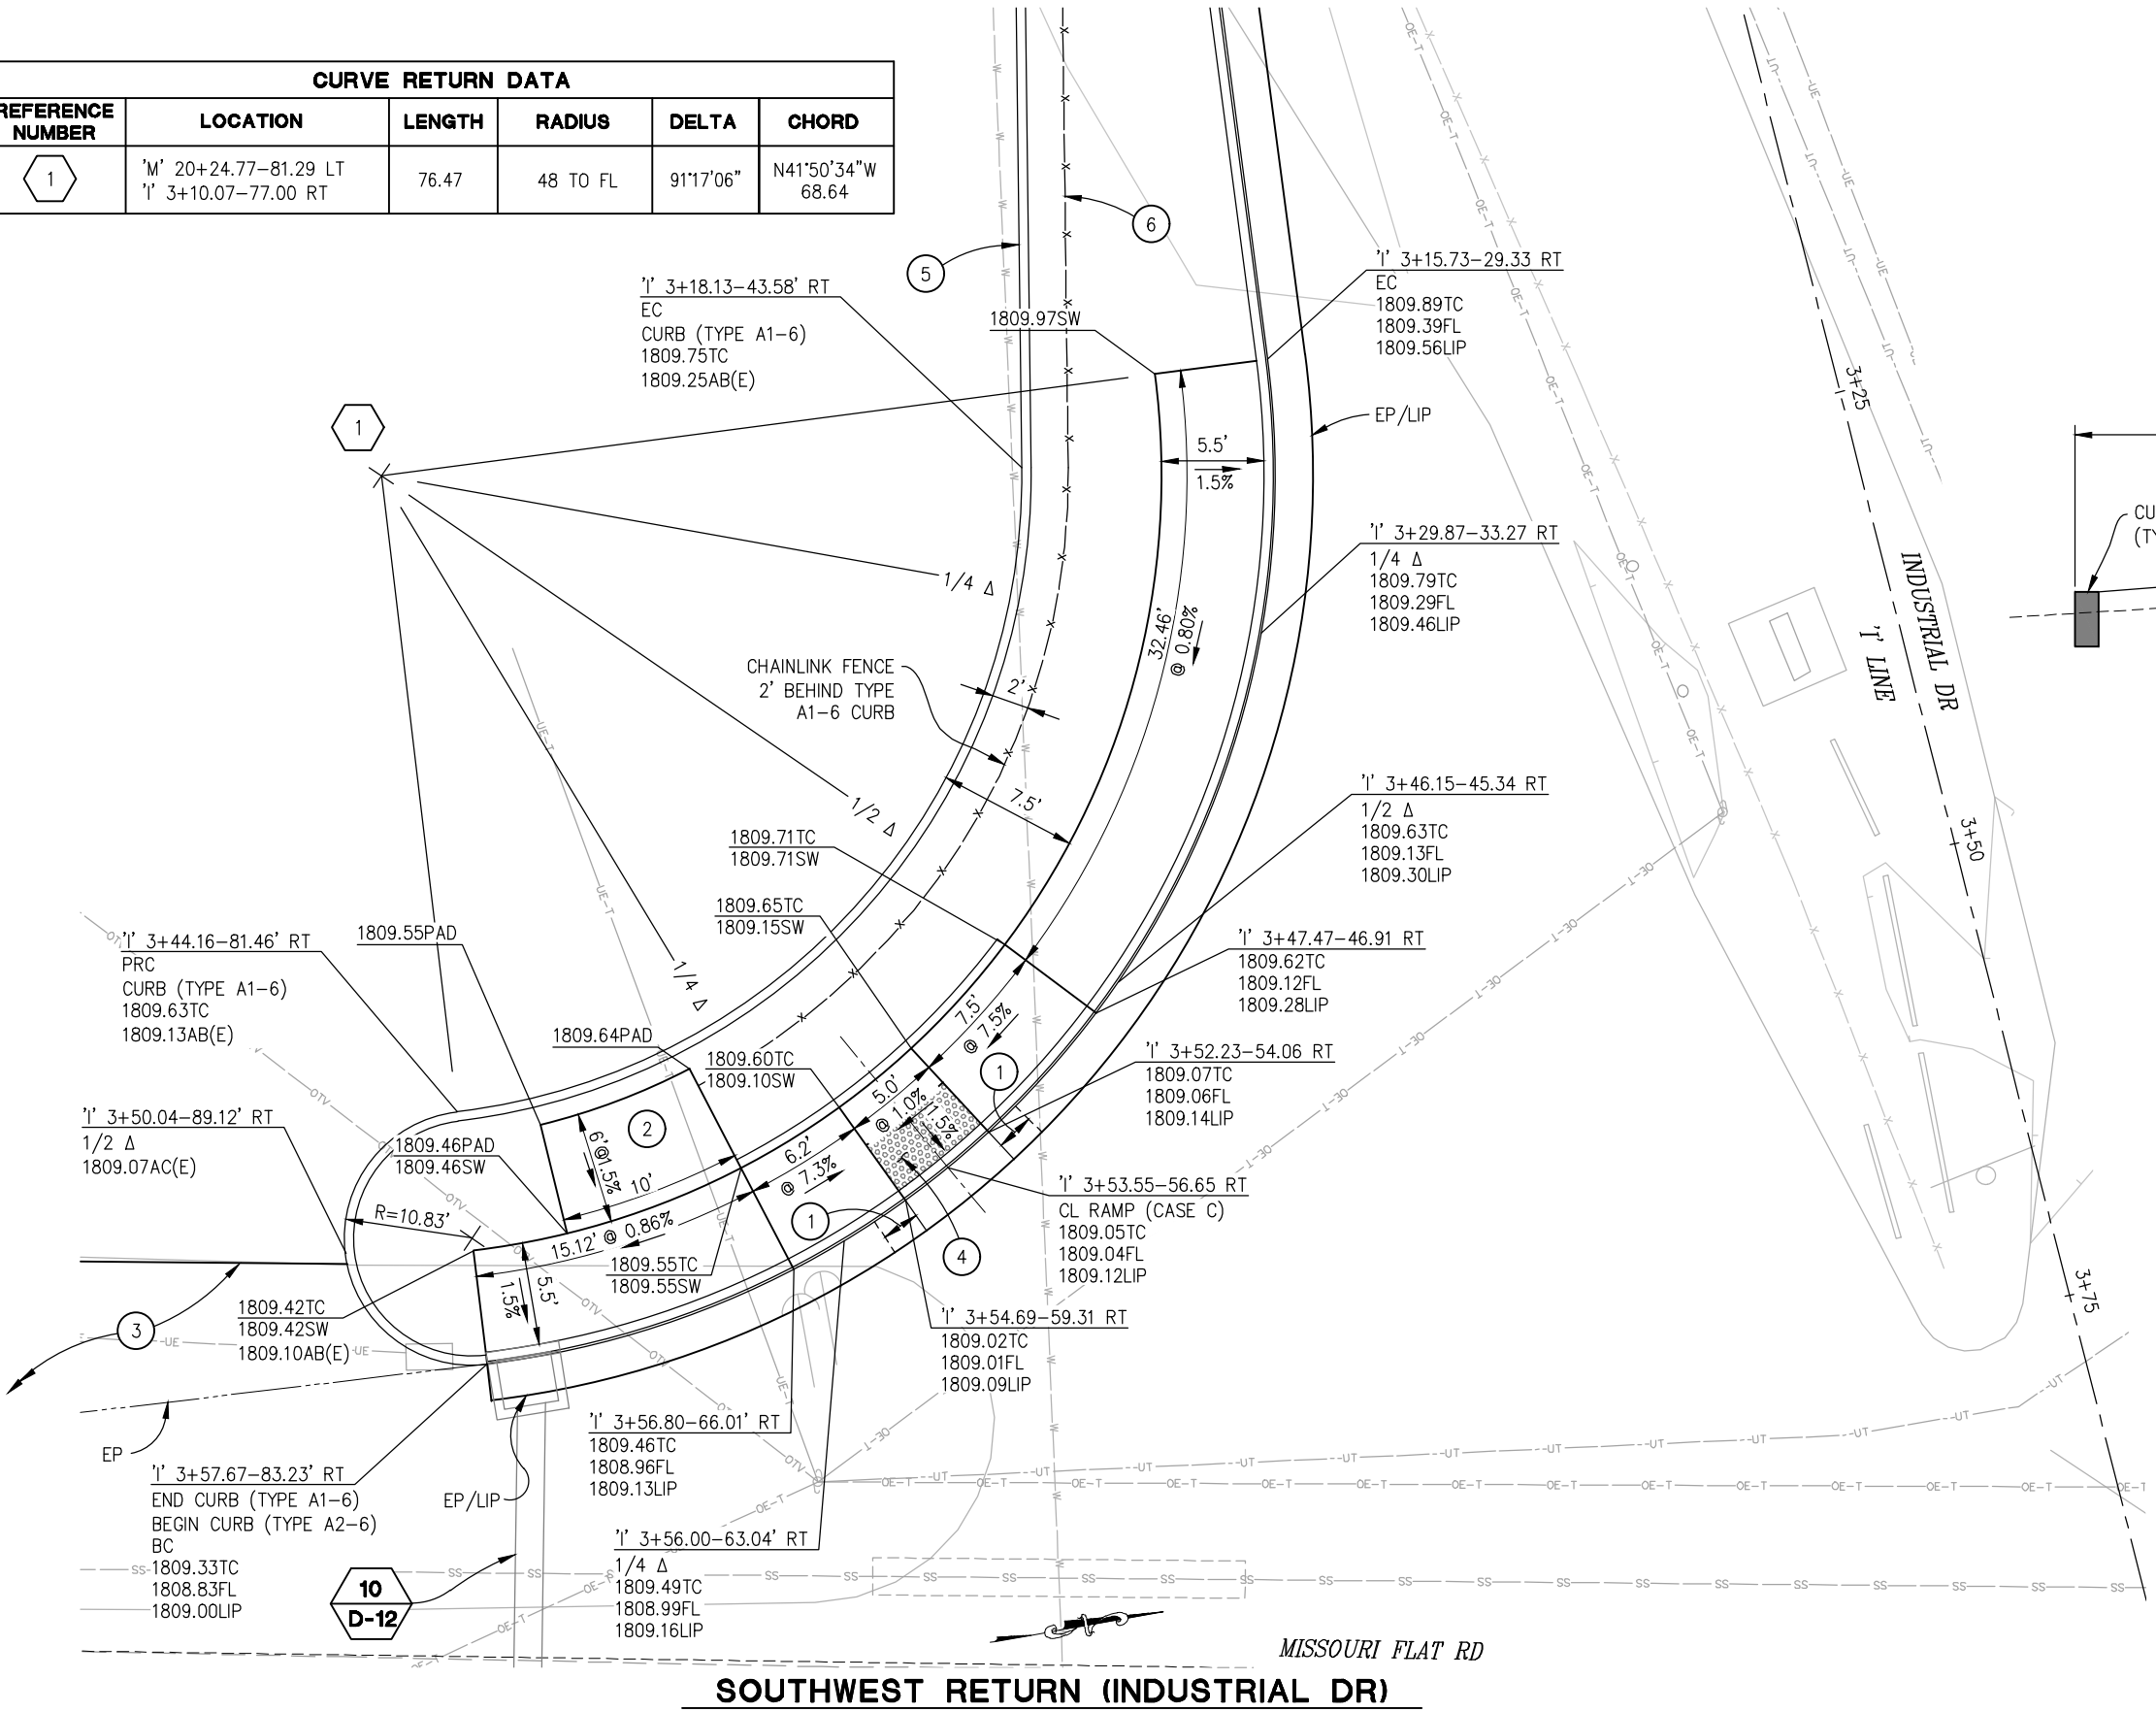 CURVE RETURN DATA
REFERENCE NUMBER LOCATION LENGTH RADIUS DELTA CHORD
1 'M' 20+24.77-81.29 LT 76.47 48 TO FL 91°17'06" N41°50'34"W
'I' 3+10.07-77.00 RT 68.64
'I' 3+18.13-43.58' RT
EC
CURB (TYPE A1-6)
1809.75TC
1809.25AB(E)
5
6
1809.97SW
'I' 3+15.73-29.33 RT
EC
1809.89TC
1809.39FL
1809.56LIP
EP/LIP
3+25
1
5.5'
1.5%
CU
(TY
'I' 3+29.87-33.27 RT
1/4 Δ
1809.79TC
1809.29FL
1809.46LIP
1/4 Δ
INDUSTRIAL DR
'I' LINE
32.46'
@ 0.80%
CHAINLINK FENCE
2' BEHIND TYPE
A1-6 CURB
2'
7.5'
1/2 Δ
'I' 3+46.15-45.34 RT
1/2 Δ
1809.63TC
1809.13FL
1809.30LIP
3+50
1809.71TC
1809.71SW
1809.65TC
1809.15SW
1/4 Δ
'I' 3+47.47-46.91 RT
1809.62TC
1809.12FL
1809.28LIP
'I' 3+44.16-81.46' RT
PRC
CURB (TYPE A1-6)
1809.63TC
1809.13AB(E)
1809.55PAD
1809.64PAD
1809.60TC
1809.10SW
7.5'
@ 7.5%
1
5.0'
@ 1.0%
1.5%
'I' 3+52.23-54.06 RT
1809.07TC
1809.06FL
1809.14LIP
'I' 3+50.04-89.12' RT
1/2 Δ
1809.07AC(E)
1809.46PAD
1809.46SW
2
6'@1.5%
10'
6.2'
@ 7.3%
1
4
'I' 3+53.55-56.65 RT
CL RAMP (CASE C)
1809.05TC
1809.04FL
1809.12LIP
R=10.83'
15.12' @ 0.86%
1809.55TC
1809.55SW
5.5'
1.5%
3
1809.42TC
1809.42SW
1809.10AB(E)
3+75
'I' 3+54.69-59.31 RT
1809.02TC
1809.01FL
1809.09LIP
EP
EP/LIP
'I' 3+56.80-66.01' RT
1809.46TC
1808.96FL
1809.13LIP
'I' 3+57.67-83.23' RT
END CURB (TYPE A1-6)
BEGIN CURB (TYPE A2-6)
BC
1809.33TC
1808.83FL
1809.00LIP
'I' 3+56.00-63.04' RT
1/4 Δ
1809.49TC
1808.99FL
1809.16LIP
10
D-12
MISSOURI FLAT RD
SOUTHWEST RETURN (INDUSTRIAL DR)